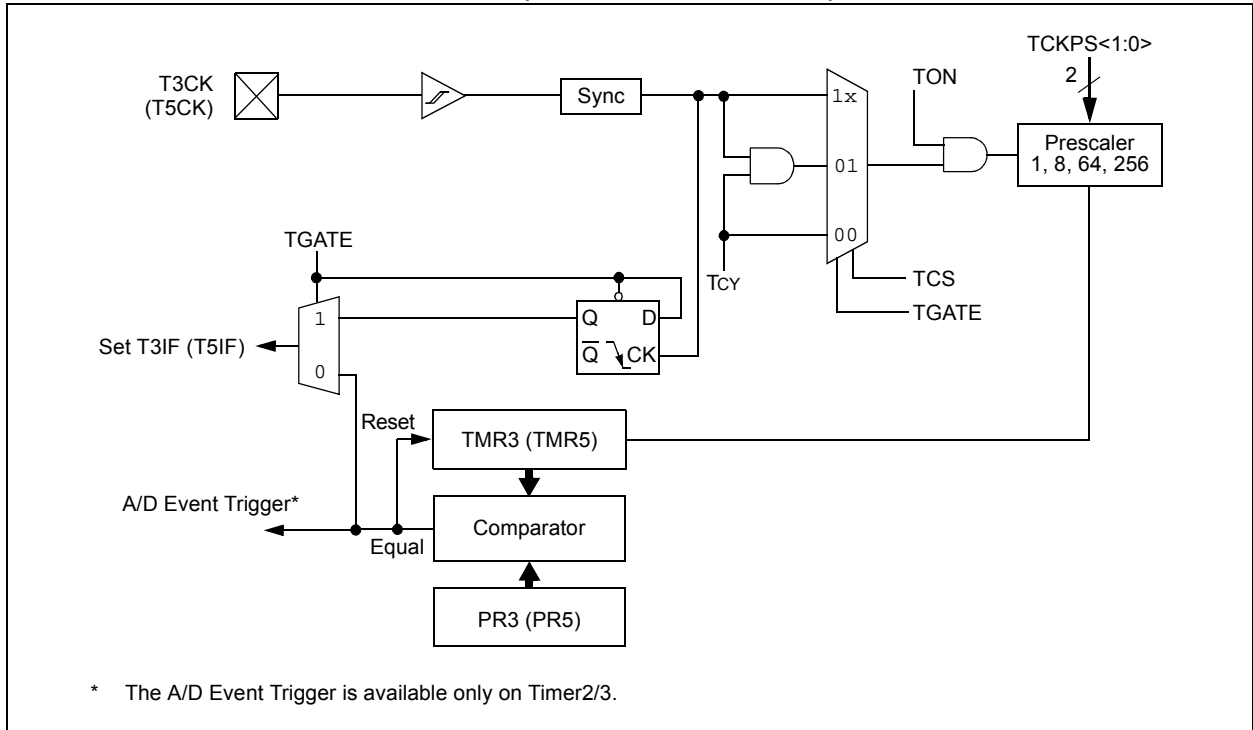 TCKPS<1:0>
2
T3CK
(T5CK)
Sync
1x
TON
Prescaler
1, 8, 64, 256
01
00
TCY
TCS
TGATE
TGATE
1
0
Set T3IF (T5IF)
Q D
Q CK
Reset
TMR3 (TMR5)
A/D Event Trigger*
Equal
Comparator
PR3 (PR5)
* The A/D Event Trigger is available only on Timer2/3.